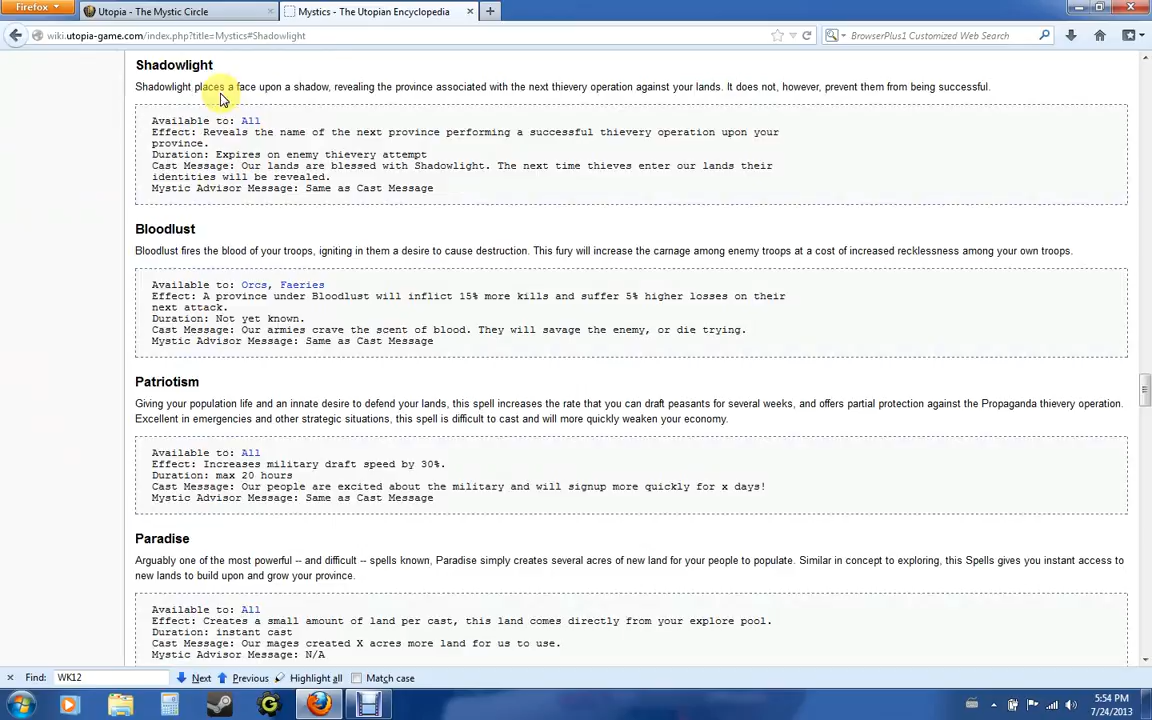 Firefox
Utopia - The Mystic Circle
Mystics - The Utopian Encyclopedia
wiki.utopia-game.com/index.php?title=Mystics#Shadowlight
BrowserPlus1 Customized Web Search
Shadowlight
Shadowlight places a face upon a shadow, revealing the province associated with the next thievery operation against your lands. It does not, however, prevent them from being successful.
Available to: All
Effect: Reveals the name of the next province performing a successful thievery operation upon your
province.
Duration: Expires on enemy thievery attempt
Cast Message: Our lands are blessed with Shadowlight. The next time thieves enter our lands their
identities will be revealed.
Mystic Advisor Message: Same as Cast Message
Bloodlust
Bloodlust fires the blood of your troops, igniting in them a desire to cause destruction. This fury will increase the carnage among enemy troops at a cost of increased recklessness among your own troops.
Available to: Orcs, Faeries
Effect: A province under Bloodlust will inflict 15% more kills and suffer 5% higher losses on their
next attack.
Duration: Not yet known.
Cast Message: Our armies crave the scent of blood. They will savage the enemy, or die trying.
Mystic Advisor Message: Same as Cast Message
Patriotism
Giving your population life and an innate desire to defend your lands, this spell increases the rate that you can draft peasants for several weeks, and offers partial protection against the Propaganda thievery operation.
Excellent in emergencies and other strategic situations, this spell is difficult to cast and will more quickly weaken your economy.
Available to: All
Effect: Increases military draft speed by 30%.
Duration: max 20 hours
Cast Message: Our people are excited about the military and will signup more quickly for x days!
Mystic Advisor Message: Same as Cast Message
Paradise
Arguably one of the most powerful -- and difficult -- spells known, Paradise simply creates several acres of new land for your people to populate. Similar in concept to exploring, this Spells gives you instant access to
new lands to build upon and grow your province.
Available to: All
Effect: Creates a small amount of land per cast, this land comes directly from your explore pool.
Duration: instant cast
Cast Message: Our mages created X acres more land for us to use.
Mystic Advisor Message: N/A
Find: WK12 Next Previous Highlight all Match case
5:54 PM
7/24/2013